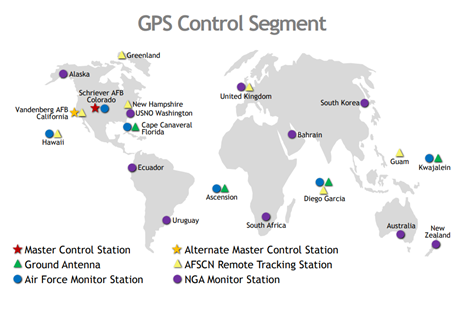 GPS Control Segment
Greenland
Alaska
Schriever AFB
Colorado
Vandenberg AFB
California
New Hampshire
USNO Washington
Cape Canaveral
Florida
Hawaii
United Kingdom
South Korea
Bahrain
Guam
Kwajalein
Ecuador
Ascension
Diego Garcia
Uruguay
South Africa
Australia
New
Zealand
Master Control Station
Alternate Master Control Station
Ground Antenna
AFSCN Remote Tracking Station
Air Force Monitor Station
NGA Monitor Station